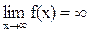 lim f(x) = ∞
x→∞